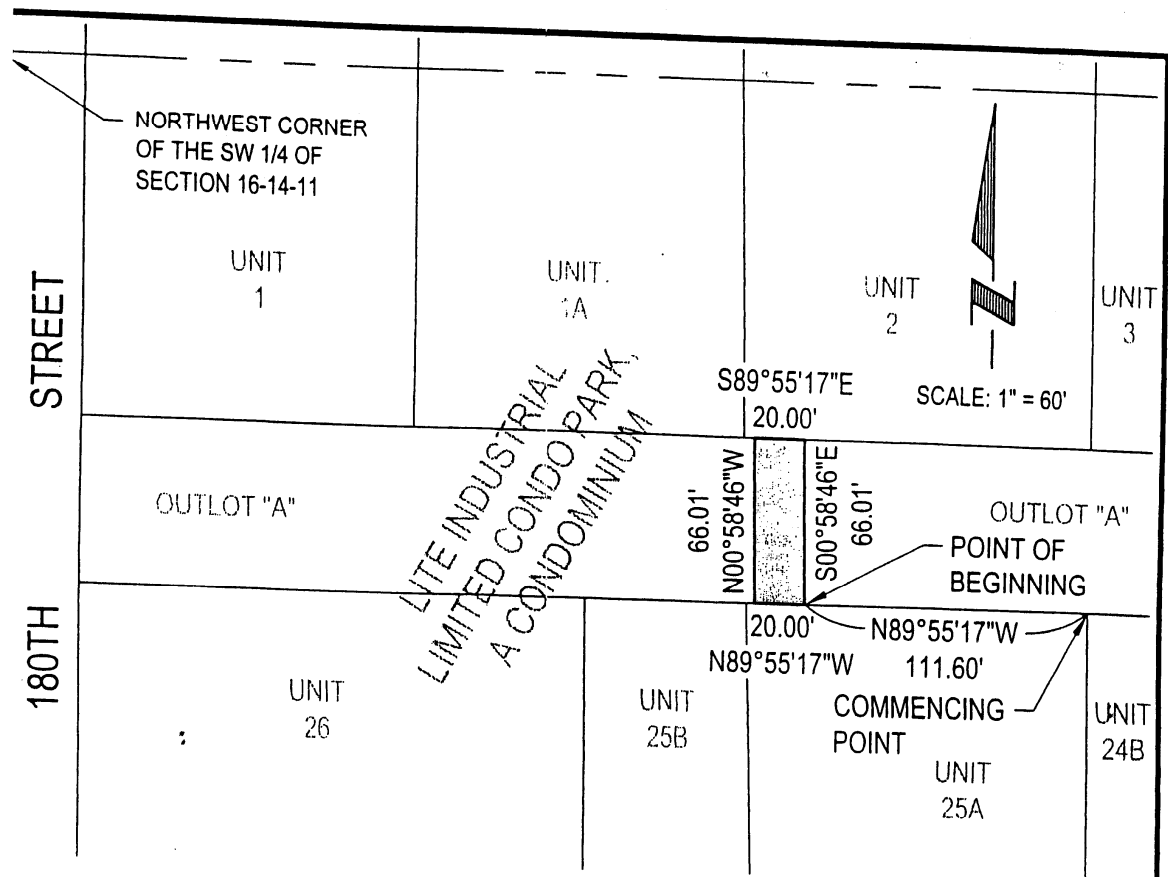 NORTHWEST CORNER
OF THE SW 1/4 OF
SECTION 16-14-11
UNIT
1
UNIT.
1A
UNIT
2
UNIT
3
SCALE: 1" = 60'
STREET
180TH
LITE INDUSTRIAL
LIMITED CONDO PARK,
A CONDOMINIUM
S89°55'17"E
20.00'
OUTLOT "A"
66.01'
N00°58'46"W
S00°58'46"E
66.01'
OUTLOT "A"
POINT OF
BEGINNING
20.00'
N89°55'17"W
N89°55'17"W
111.60'
COMMENCING
POINT
UNIT
26
UNIT
25B
UNIT
25A
UNIT
24B